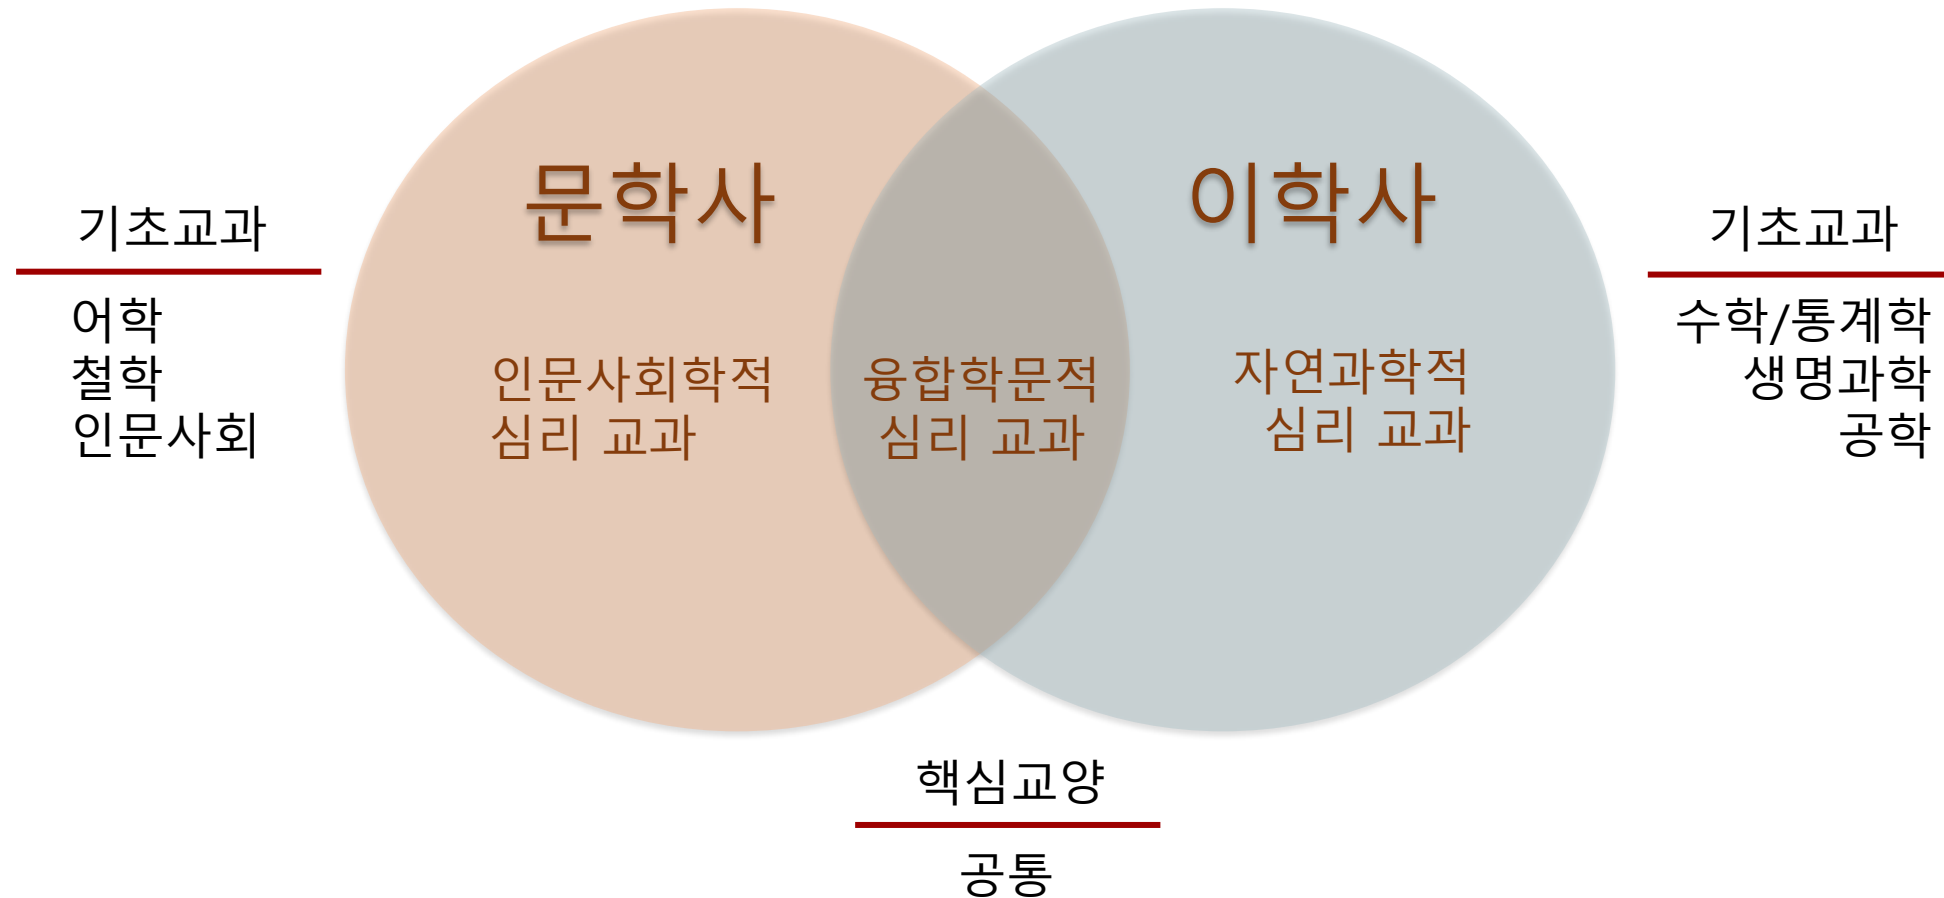 문학사
이학사
기초교과
어학
철학
인문사회
인문사회학적
심리 교과
융합학문적
심리 교과
자연과학적
심리 교과
기초교과
수학/통계학
생명과학
공학
핵심교양
공통